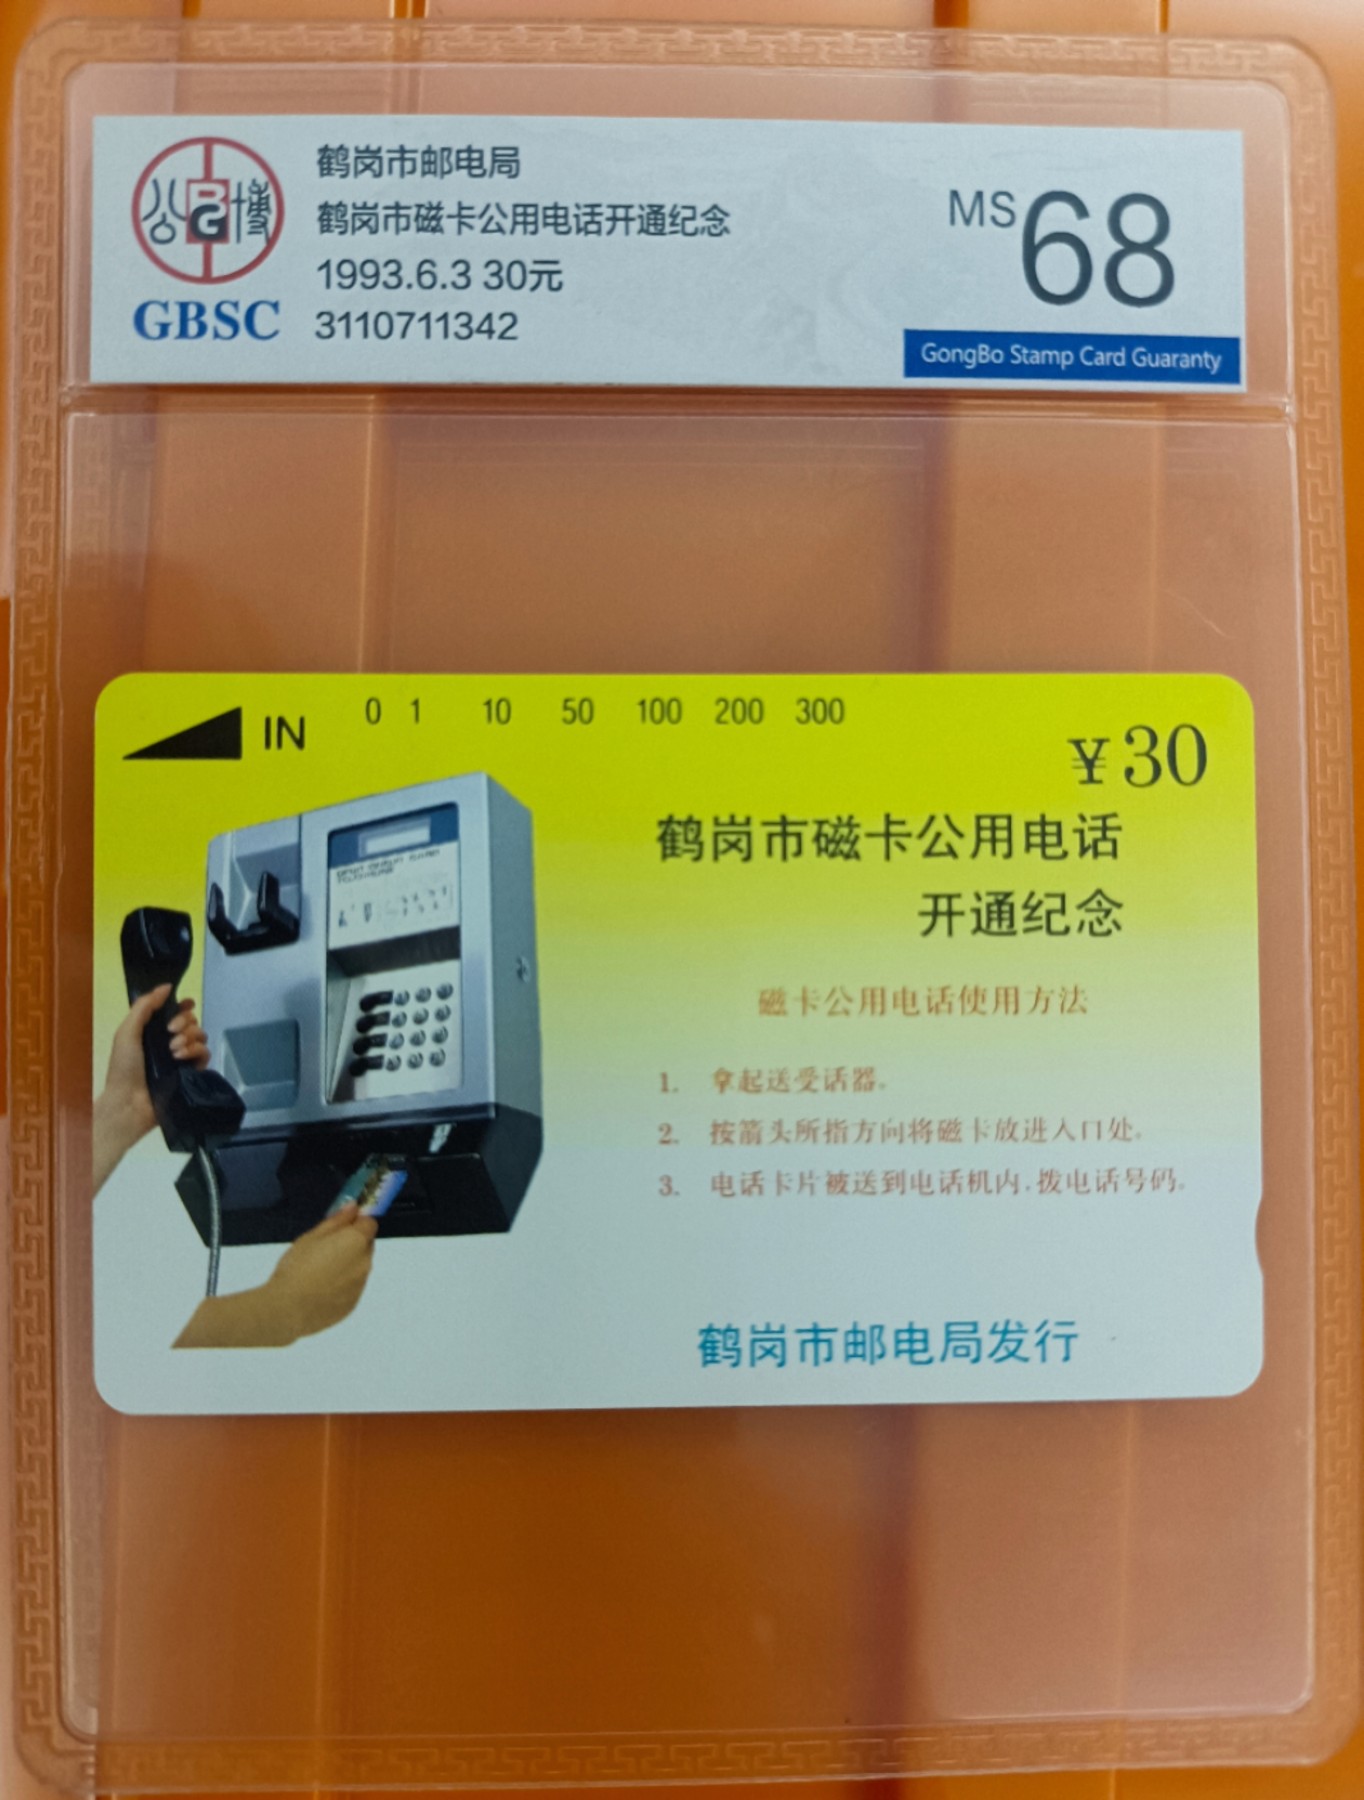 公博
BG
GBSC
鹤岗市邮电局
鹤岗市磁卡公用电话开通纪念
1993.6.3 30元
3110711342
MS 68
GongBo Stamp Card Guaranty
IN
0 1 10 50 100 200 300
¥30
鹤岗市磁卡公用电话
开通纪念
磁卡公用电话使用方法
1. 拿起送受话器。
2. 按箭头所指方向将磁卡放进入口处。
3. 电话卡片被送到电话机内.拨电话号码。
鹤岗市邮电局发行